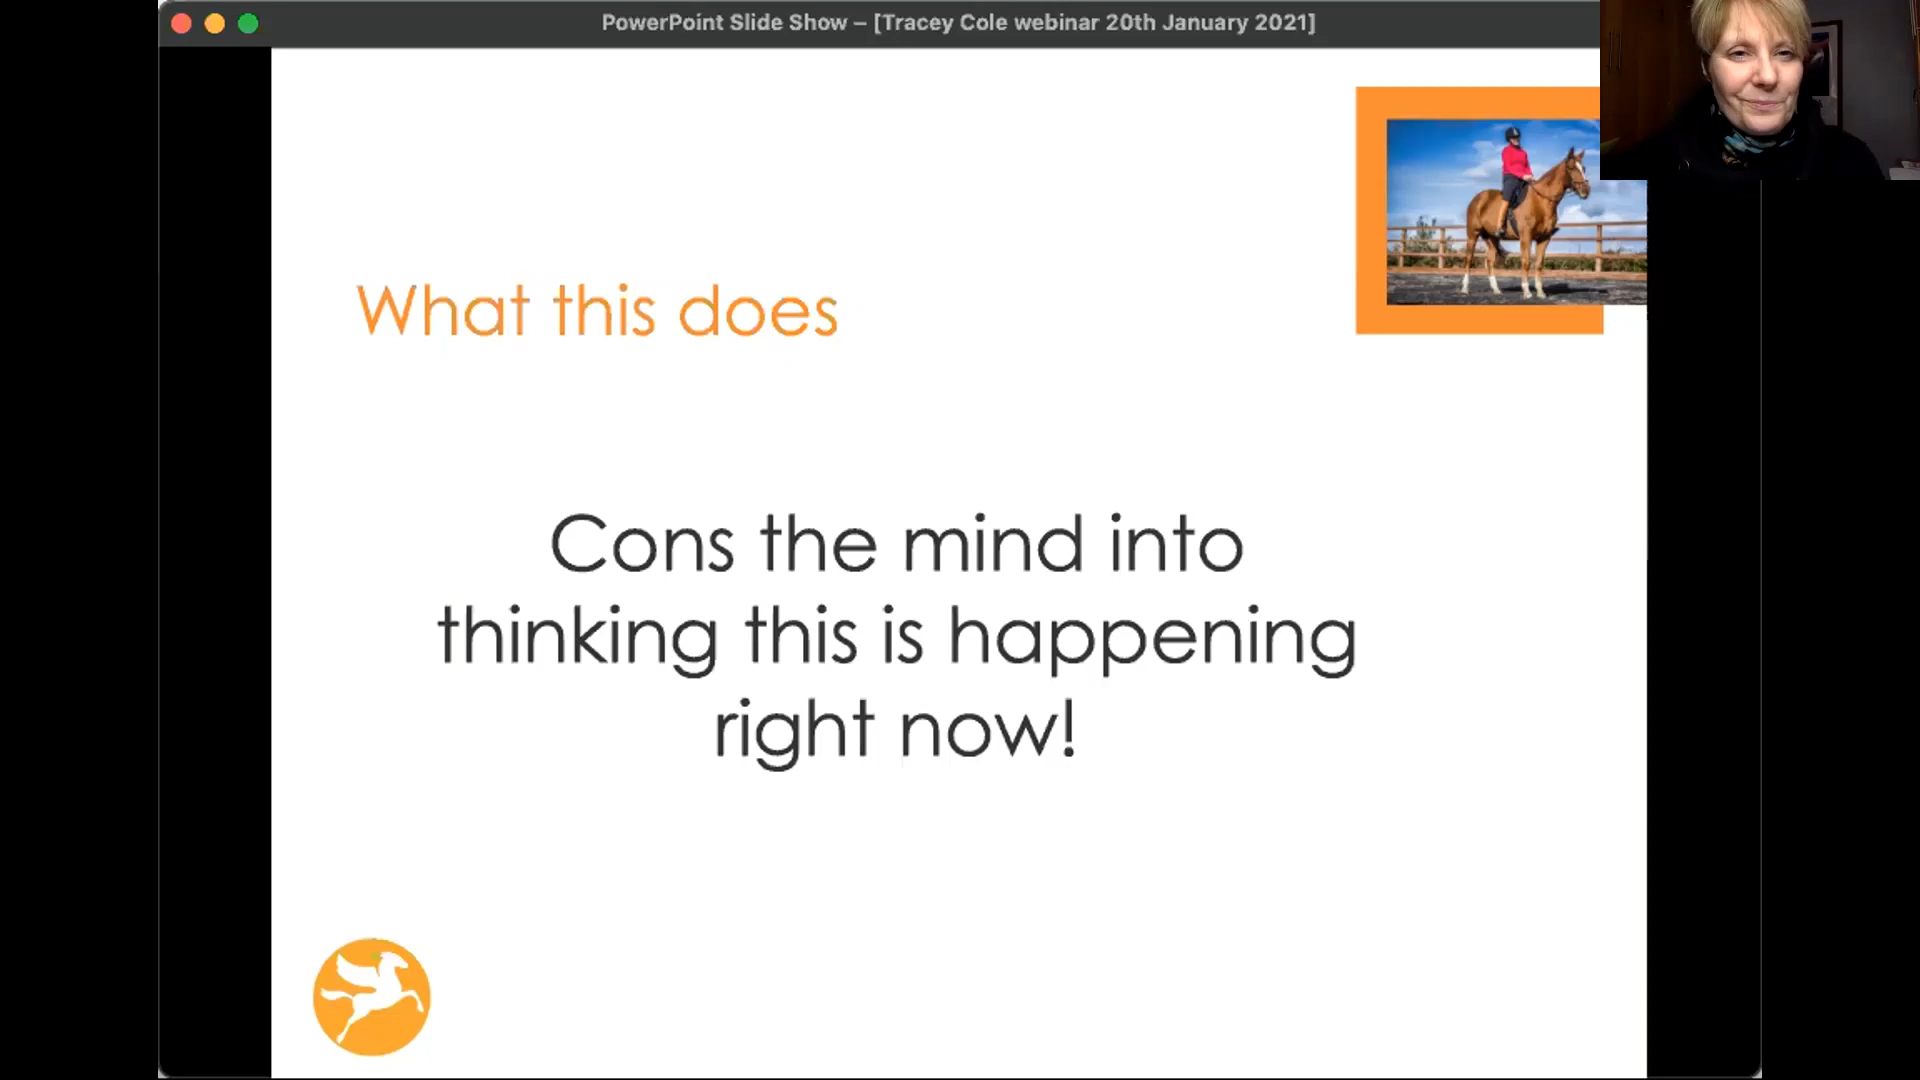 PowerPoint Slide Show – [Tracey Cole webinar 20th January 2021]
What this does
Cons the mind into
thinking this is happening
right now!